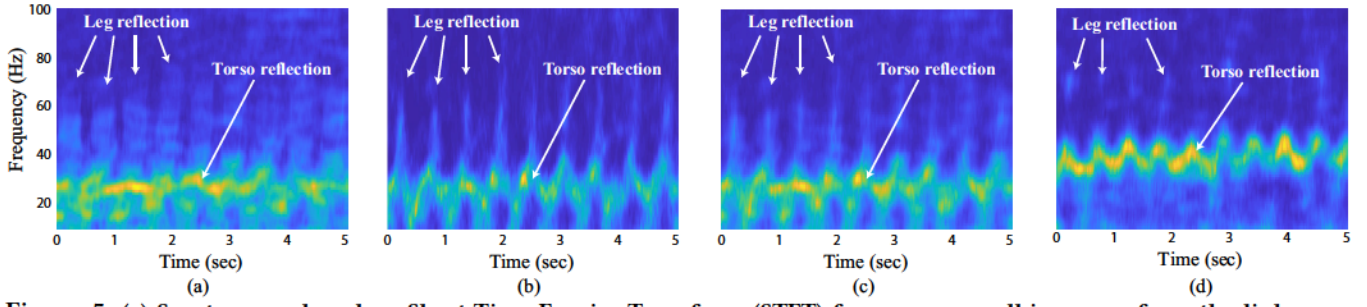 Leg reflection
Torso reflection
Frequency (Hz)
100
80
60
40
20
0 1 2 3 4 5
Time (sec)
(a)
Leg reflection
Torso reflection
0 1 2 3 4 5
Time (sec)
(b)
Leg reflection
Torso reflection
0 1 2 3 4 5
Time (sec)
(c)
Leg reflection
Torso reflection
0 1 2 3 4 5
Time (sec)
(d)